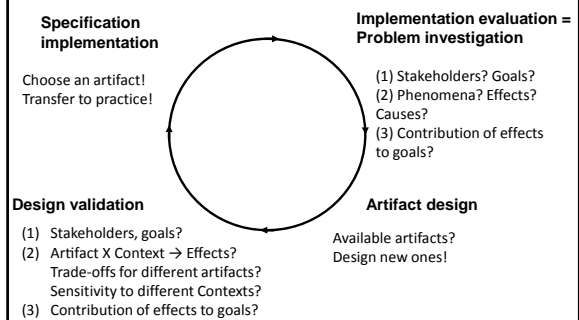 Specification
implementation
Choose an artifact!
Transfer to practice!
Implementation evaluation =
Problem investigation
(1) Stakeholders? Goals?
(2) Phenomena? Effects?
Causes?
(3) Contribution of effects
to goals?
Design validation
(1) Stakeholders, goals?
(2) Artifact X Context → Effects?
Trade-offs for different artifacts?
Sensitivity to different Contexts?
(3) Contribution of effects to goals?
Artifact design
Available artifacts?
Design new ones!